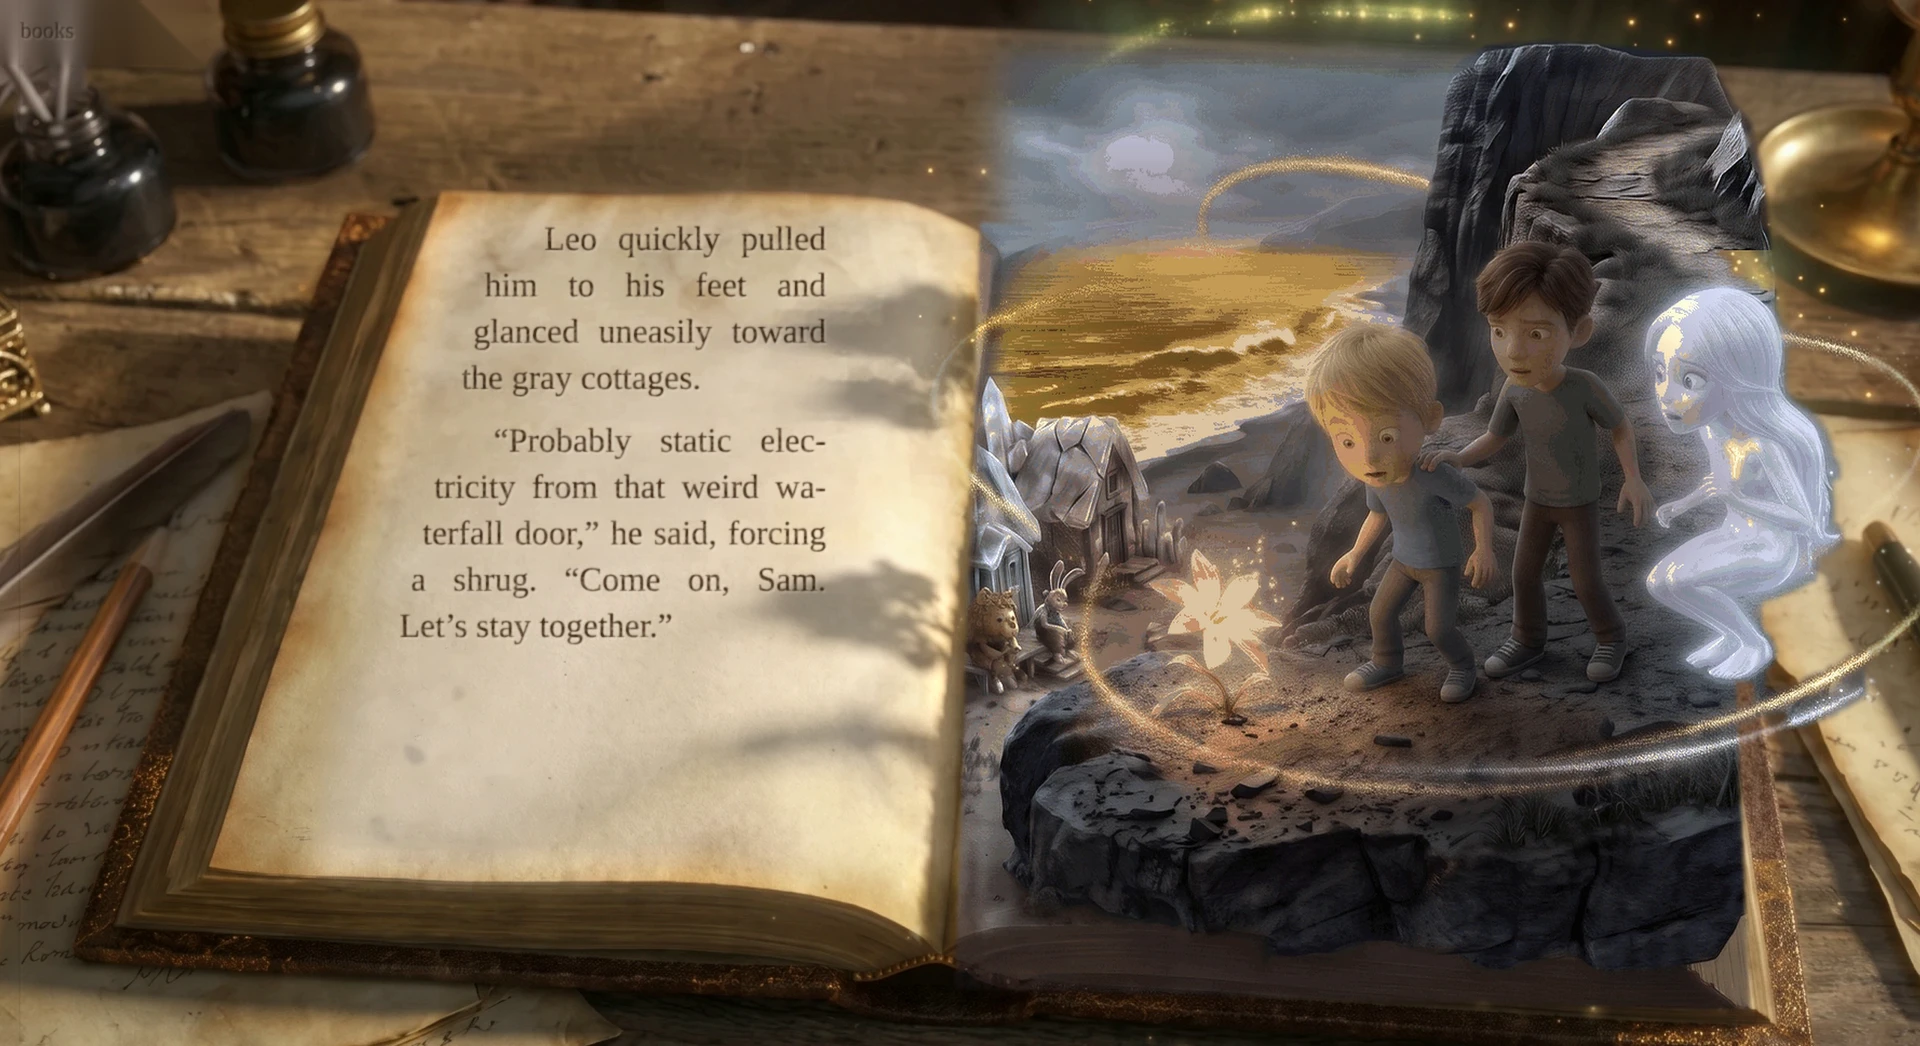 books
Leo quickly pulled
him to his feet and
glanced uneasily toward
the gray cottages.
“Probably static elec-
tricity from that weird wa-
terfall door,” he said, forcing
a shrug. “Come on, Sam.
Let’s stay together.”